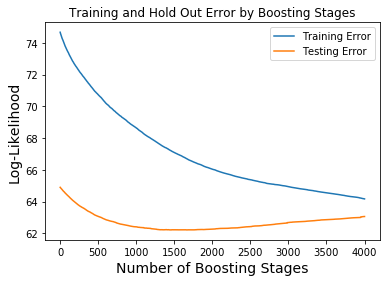 Training and Hold Out Error by Boosting Stages
Training Error
Testing Error
Log-Likelihood
74
72
70
68
66
64
62
0 500 1000 1500 2000 2500 3000 3500 4000
Number of Boosting Stages